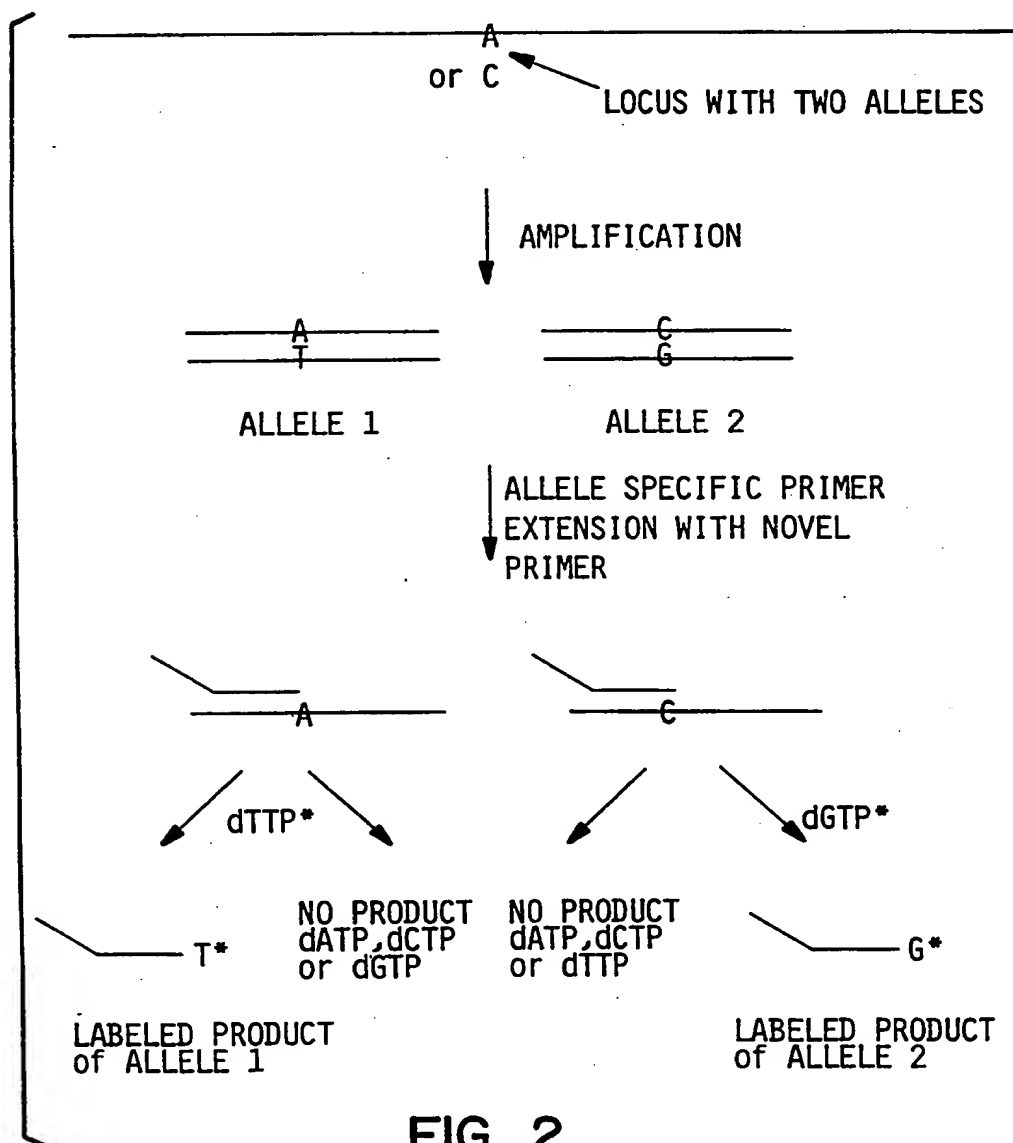 A
or C
LOCUS WITH TWO ALLELES
AMPLIFICATION
A
T
ALLELE 1
C
G
ALLELE 2
ALLELE SPECIFIC PRIMER
EXTENSION WITH NOVEL
PRIMER
A
C
dTTP*
dGTP*
T*
NO PRODUCT
dATP,dCTP
or dGTP
NO PRODUCT
dATP,dCTP
or dTTP
G*
LABELED PRODUCT
of ALLELE 1
LABELED PRODUCT
of ALLELE 2
FIG. 2